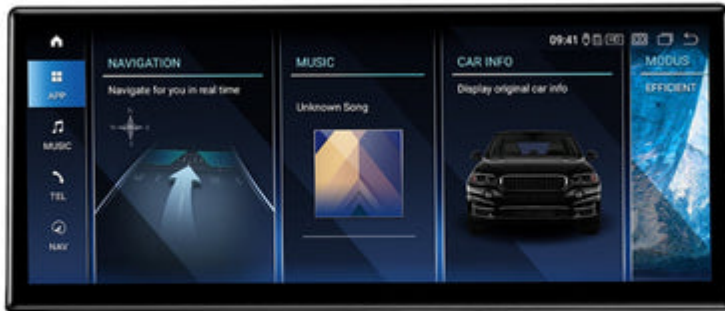 09:41
NAVIGATION
Navigate for you in real time
MUSIC
Unknown Song
CAR INFO
Display original car info
MODUS
EFFICIENT
APP
MUSIC
TEL
NAV